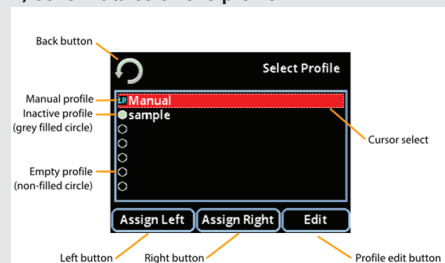 Back button
Select Profile
Manual profile
Manual
Inactive profile
(grey filled circle)
sample
Cursor select
Empty profile
(non-filled circle)
Assign Left
Assign Right
Edit
Left button
Right button
Profile edit button